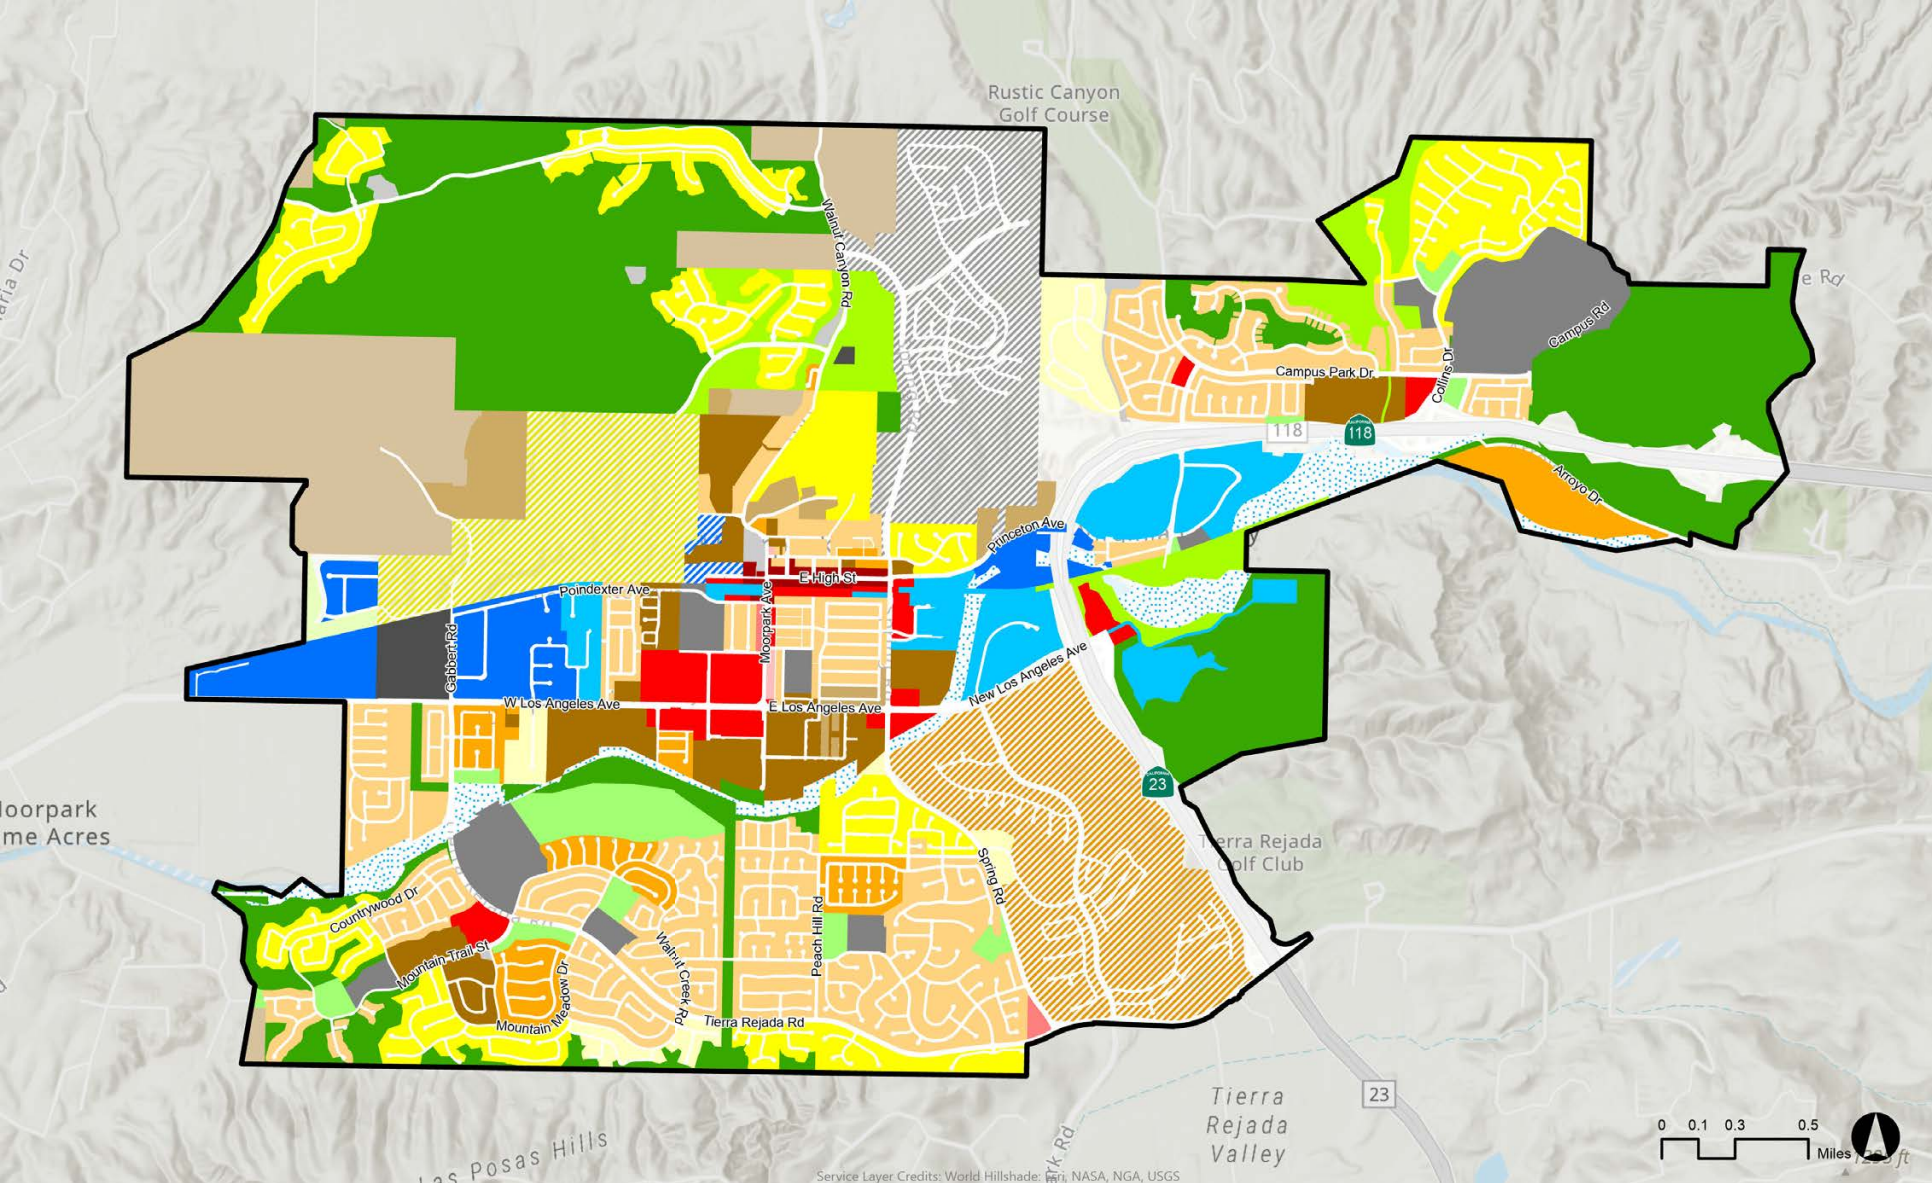 Rustic Canyon
Golf Course
Walnut Canyon Rd
Campus Rd
Campus Park Dr
Collins Dr
118
118
Arroyo Dr
Princeton Ave
E High St
Poindexter Ave
Moorpark Ave
Gabbert Rd
New Los Angeles Ave
W Los Angeles Ave
E Los Angeles Ave
CALIFORNIA
23
Tierra Rejada
Golf Club
Spring Rd
Countrywood Dr
Peach Hill Rd
Mountain Trail St
Walnut Creek Rd
Mountain Meadow Dr
Tierra Rejada Rd
23
Tierra
Rejada
Valley
0 0.1 0.3 0.5
Miles
Posas Hills
Service Layer Credits: World Hillshade: Esri, NASA, NGA, USGS